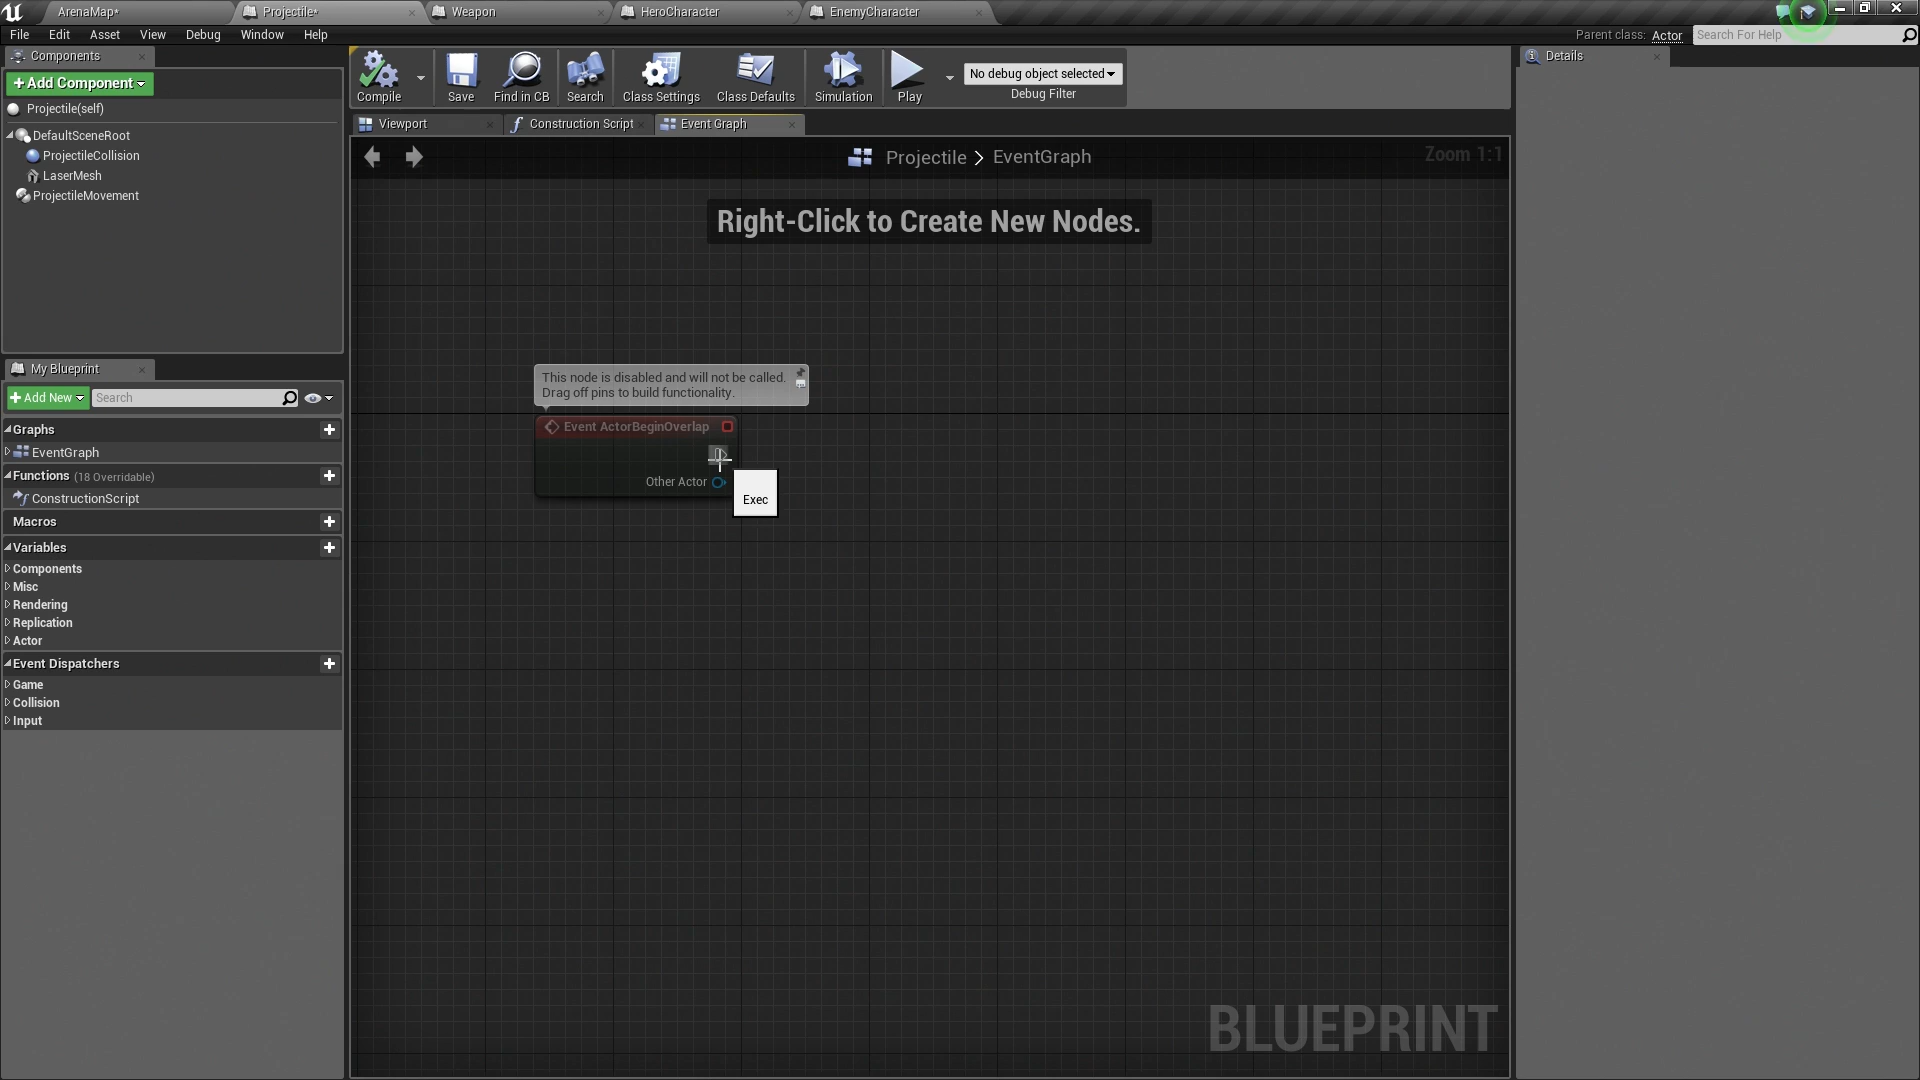 ArenaMap*
Projectile*
Weapon
HeroCharacter
EnemyCharacter
File Edit Asset View Debug Window Help
Parent class: Actor
Search For Help
Components
+Add Component
Projectile(self)
DefaultSceneRoot
ProjectileCollision
LaserMesh
ProjectileMovement
Compile
Save
Find in CB
Search
Class Settings
Class Defaults
Simulation
Play
No debug object selected
Debug Filter
Details
Viewport
Construction Script
Event Graph
Projectile > EventGraph
Zoom 1:1
Right-Click to Create New Nodes.
This node is disabled and will not be called.
Drag off pins to build functionality.
Event ActorBeginOverlap
Other Actor
Exec
My Blueprint
+Add New
Search
Graphs
EventGraph
Functions (18 Overridable)
ConstructionScript
Macros
Variables
Components
Misc
Rendering
Replication
Actor
Event Dispatchers
Game
Collision
Input
BLUEPRINT